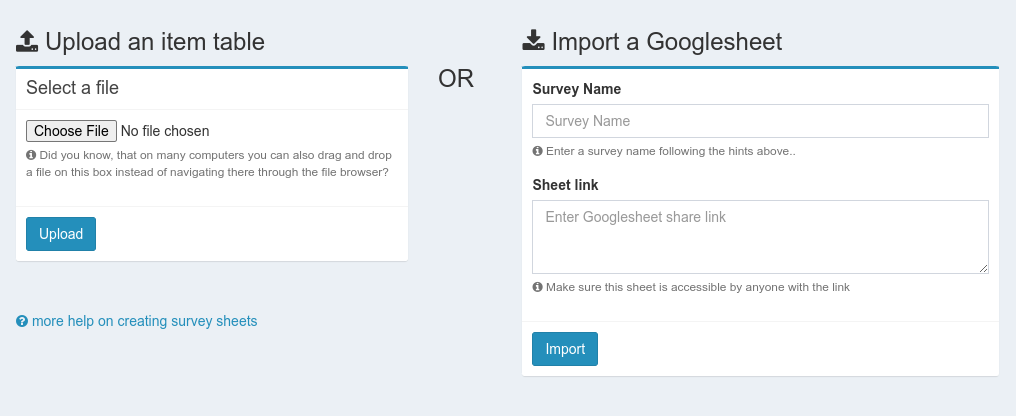 Upload an item table
Select a file
Choose File No file chosen
Did you know, that on many computers you can also drag and drop
a file on this box instead of navigating there through the file browser?
Upload
more help on creating survey sheets
OR
Import a Googlesheet
Survey Name
Survey Name
Enter a survey name following the hints above..
Sheet link
Enter Googlesheet share link
Make sure this sheet is accessible by anyone with the link
Import